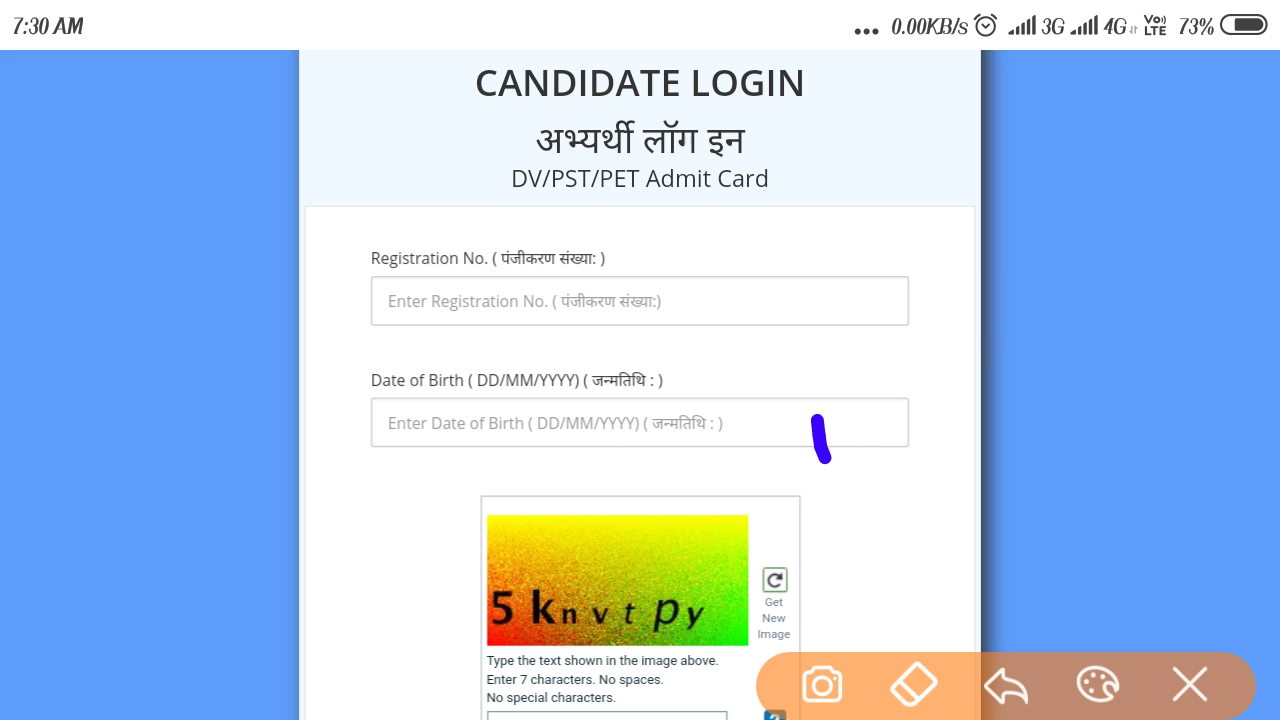 7:30 AM
... 0.00KB/s 3G 4G Vo) LTE 73%
CANDIDATE LOGIN
अभ्यर्थी लॉग इन
DV/PST/PET Admit Card
Registration No. ( पंजीकरण संख्या: )
Enter Registration No. ( पंजीकरण संख्या:)
Date of Birth ( DD/MM/YYYY) ( जन्मतिथि : )
Enter Date of Birth ( DD/MM/YYYY) ( जन्मतिथि : )
5 k n v t p y
Get
New
Image
Type the text shown in the image above.
Enter 7 characters. No spaces.
No special characters.